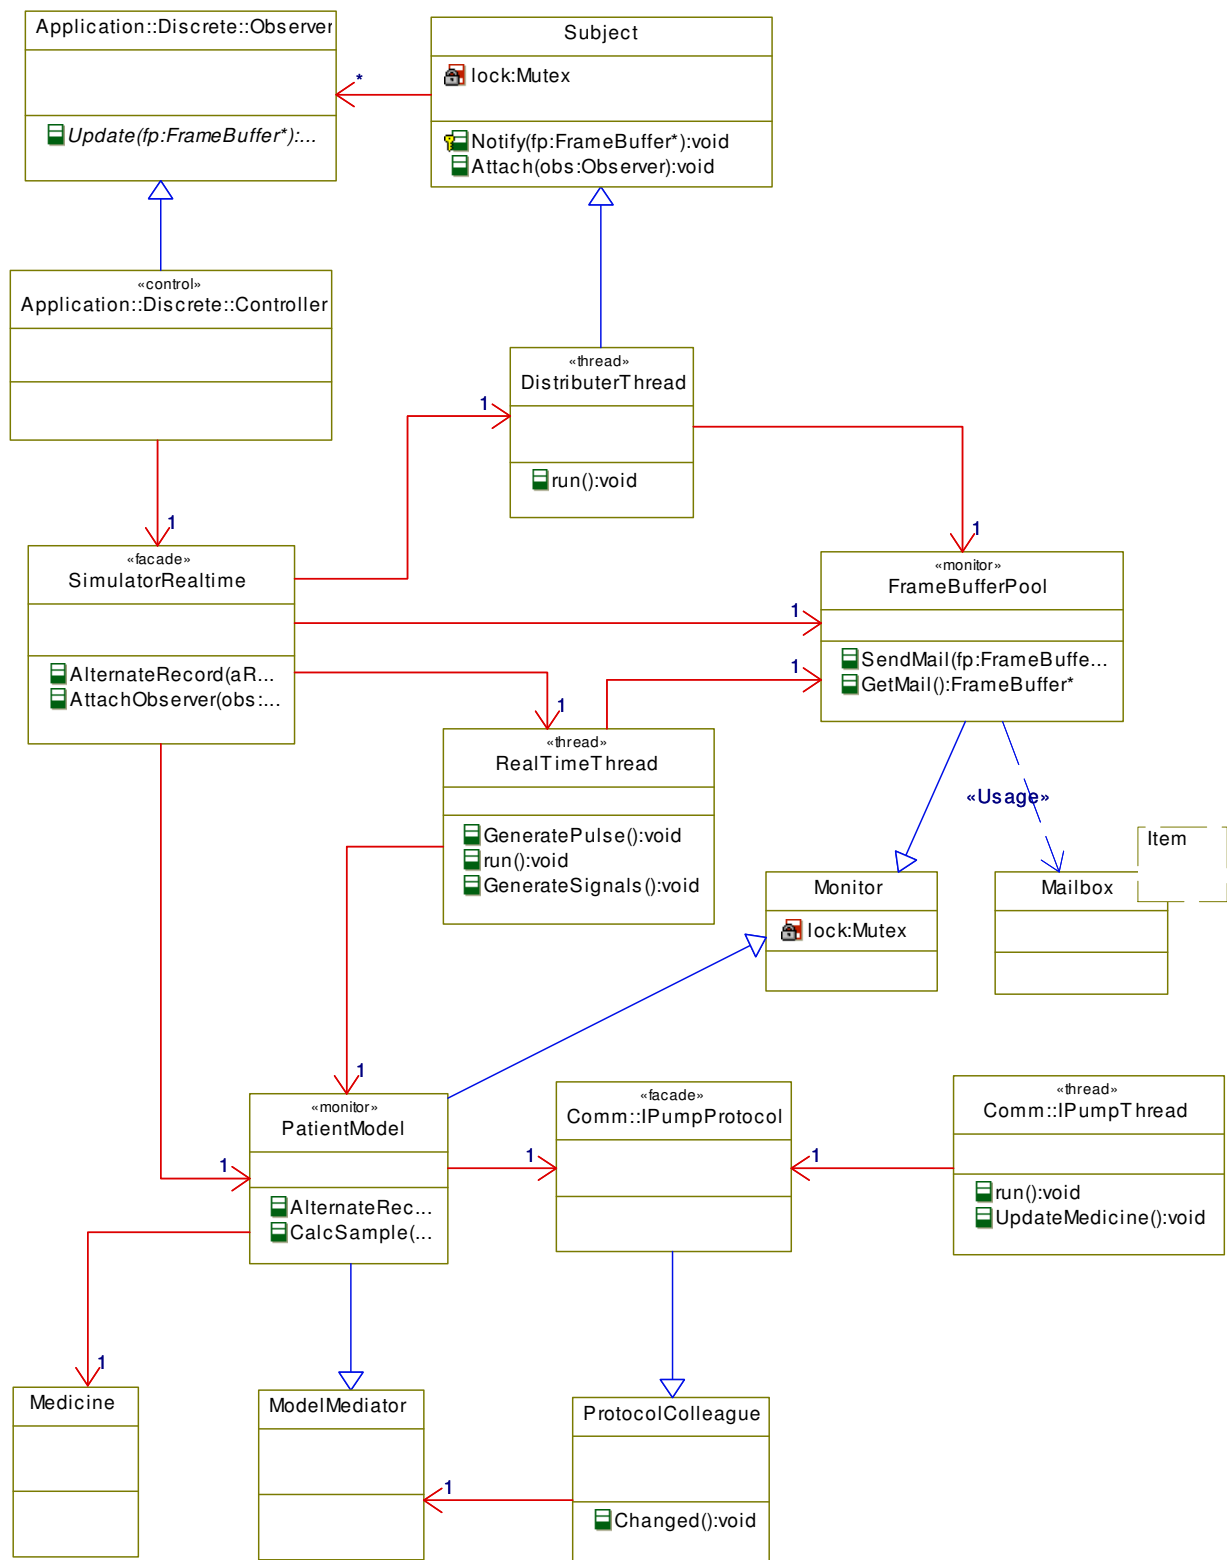 Application::Discrete::Observer
Update(fp:FrameBuffer*):...
Subject
lock:Mutex
Notify(fp:FrameBuffer*):void
Attach(obs:Observer):void
*
«control»
Application::Discrete::Controller
«thread»
DistributerThread
run():void
1
1
1
«facade»
SimulatorRealtime
AlternateRecord(aR...
AttachObserver(obs:...
«monitor»
FrameBufferPool
SendMail(fp:FrameBuffe...
GetMail():FrameBuffer*
1
1
1
«thread»
RealTimeThread
GeneratePulse():void
run():void
GenerateSignals():void
«Usage»
Item
Monitor
lock:Mutex
Mailbox
1
«monitor»
PatientModel
AlternateRec...
CalcSample(...
1
1
«facade»
Comm::IPumpProtocol
1
«thread»
Comm::IPumpThread
run():void
UpdateMedicine():void
1
Medicine
ModelMediator
1
ProtocolColleague
Changed():void